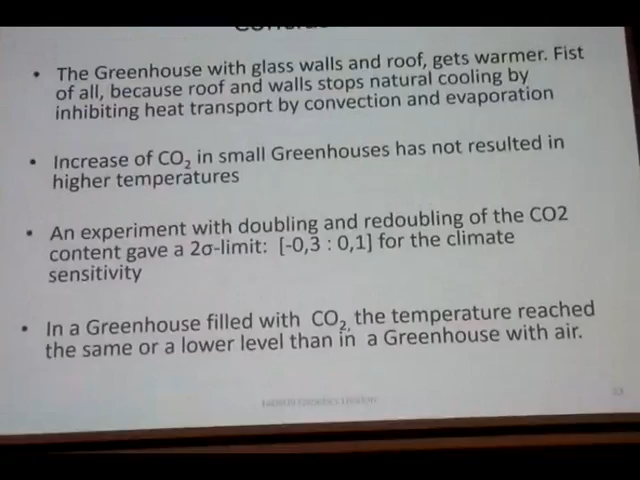 • The Greenhouse with glass walls and roof, gets warmer. Fist
of all, because roof and walls stops natural cooling by
inhibiting heat transport by convection and evaporation
• Increase of CO₂ in small Greenhouses has not resulted in
higher temperatures
• An experiment with doubling and redoubling of the CO2
content gave a 2σ-limit: [-0,3 : 0,1] for the climate
sensitivity
• In a Greenhouse filled with CO₂, the temperature reached
the same or a lower level than in a Greenhouse with air.